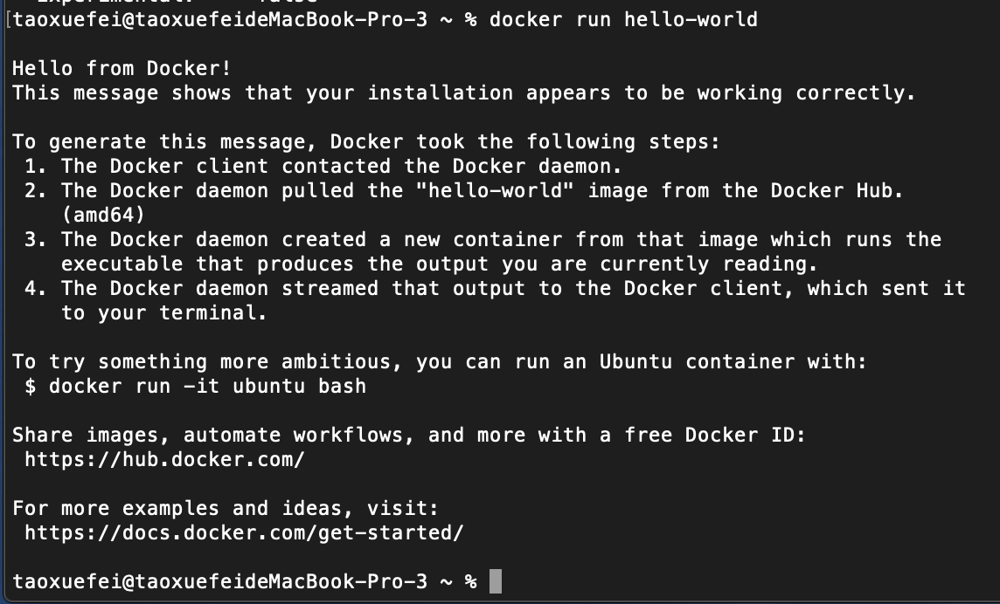 [taoxuefei@taoxuefeideMacBook-Pro-3 ~ % docker run hello-world
Hello from Docker!
This message shows that your installation appears to be working correctly.
To generate this message, Docker took the following steps:
 1. The Docker client contacted the Docker daemon.
 2. The Docker daemon pulled the "hello-world" image from the Docker Hub.
    (amd64)
 3. The Docker daemon created a new container from that image which runs the
    executable that produces the output you are currently reading.
 4. The Docker daemon streamed that output to the Docker client, which sent it
    to your terminal.
To try something more ambitious, you can run an Ubuntu container with:
 $ docker run -it ubuntu bash
Share images, automate workflows, and more with a free Docker ID:
 https://hub.docker.com/
For more examples and ideas, visit:
 https://docs.docker.com/get-started/
taoxuefei@taoxuefeideMacBook-Pro-3 ~ %